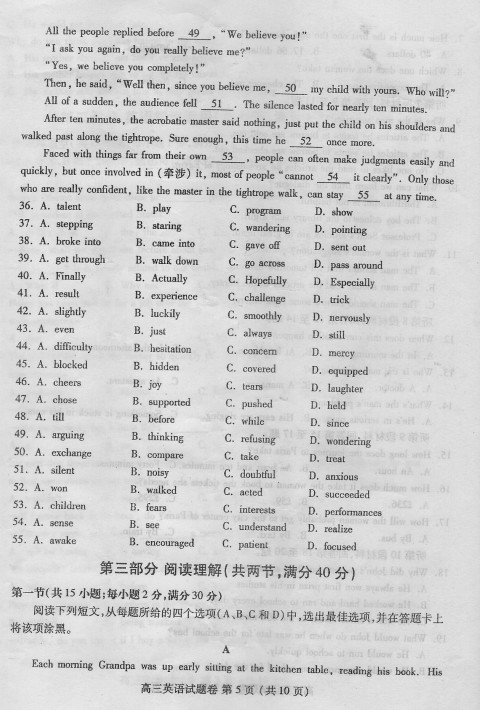 All the people replied before 49 , "We believe you!"
"I ask you again, do you really believe me?"
"Yes, we believe you completely!"
Then, he said, "Well then, since you believe me, 50 my child with yours. Who will?"
All of a sudden, the audience fell 51 . The silence lasted for nearly ten minutes.
After ten minutes, the acrobatic master said nothing, just put the child on his shoulders and
walked past along the tightrope. Sure enough, this time he 52 once more.
Faced with things far from their own 53 , people can often make judgments easily and
quickly, but once involved in (牵涉) it, most of people "cannot 54 it clearly". Only those
who are really confident, like the master in the tightrope walk, can stay 55 at any time.
36. A. talent B. play C. program D. show
37. A. stepping B. staring C. wandering D. pointing
38. A. broke into B. came into C. gave off D. sent out
39. A. get through B. walk down C. go across D. pass around
40. A. Finally B. Actually C. Hopefully D. Especially
41. A. result B. experience C. challenge D. trick
42. A. slightly B. luckily C. smoothly D. nervously
43. A. even B. just C. always D. still
44. A. difficulty B. hesitation C. concern D. mercy
45. A. blocked B. hidden C. covered D. equipped
46. A. cheers B. joy C. tears D. laughter
47. A. chose B. supported C. pushed D. held
48. A. till B. before C. while D. since
49. A. arguing B. thinking C. refusing D. wondering
50. A. exchange B. compare C. take D. treat
51. A. silent B. noisy C. doubtful D. anxious
52. A. won B. walked C. acted D. succeeded
53. A. children B. fears C. interests D. performances
54. A. sense B. see C. understand D. realize
55. A. awake B. encouraged C. patient D. focused
第三部分 阅读理解(共两节,满分40分)
第一节(共15小题;每小题2分,满分30分)
阅读下列短文,从每题所给的四个选项(A、B、C和D)中,选出最佳选项,并在答题卡上
将该项涂黑。
A
Each morning Grandpa was up early sitting at the kitchen table, reading his book. His
高三英语试题卷 第5页(共10页)